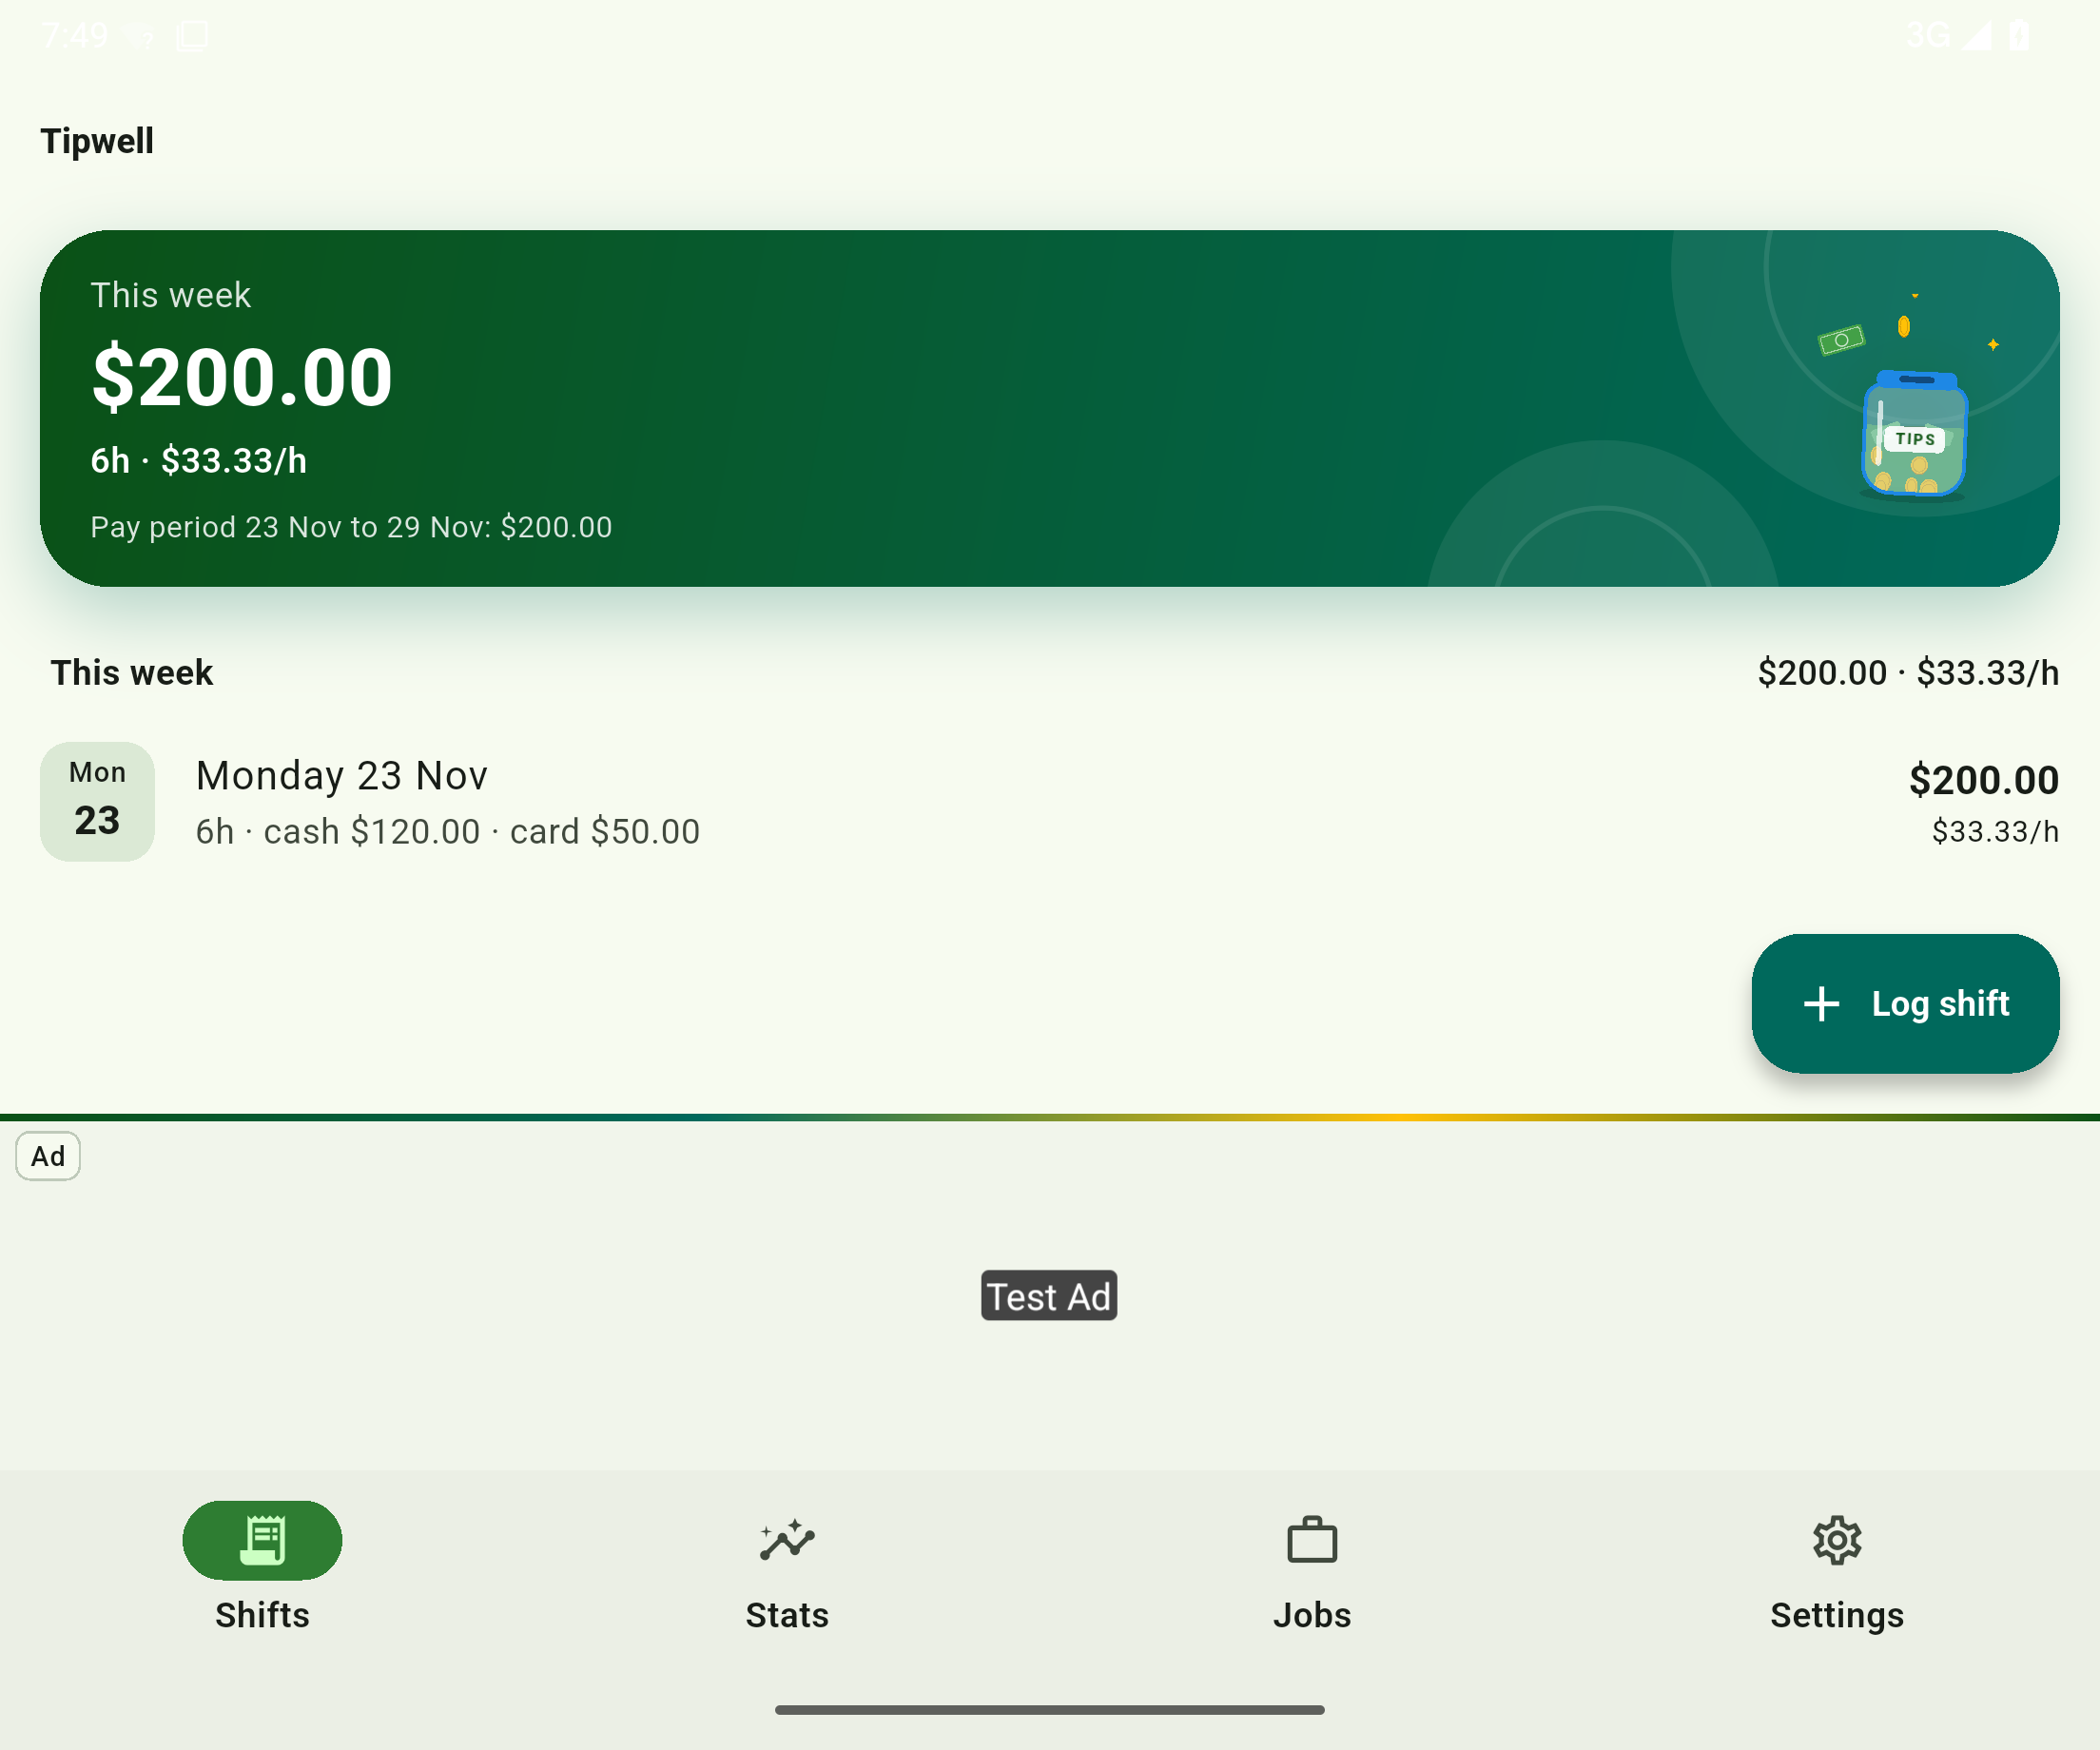 7:49
3G
Tipwell
This week
$200.00
6h · $33.33/h
Pay period 23 Nov to 29 Nov: $200.00
TIPS
This week
$200.00 · $33.33/h
Mon
23
Monday 23 Nov
6h · cash $120.00 · card $50.00
$200.00
$33.33/h
+ Log shift
Ad
Test Ad
Shifts
Stats
Jobs
Settings